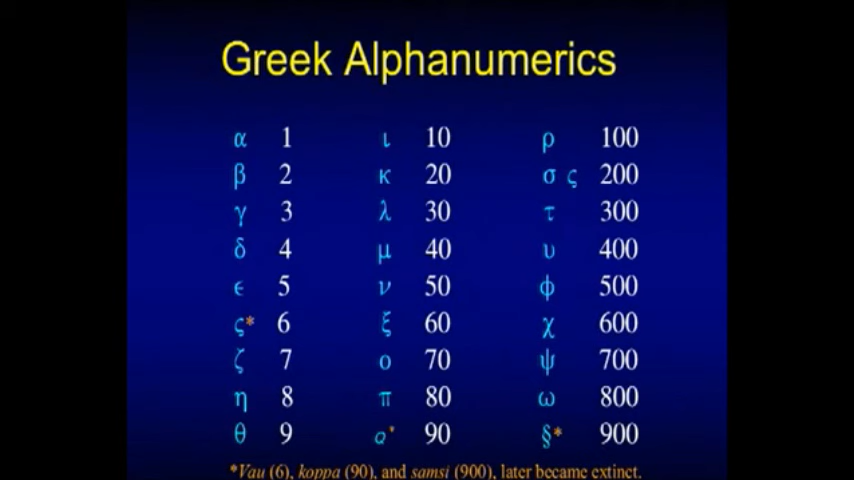 Greek Alphanumerics
α 1 ι 10 ρ 100
β 2 κ 20 σ ς 200
γ 3 λ 30 τ 300
δ 4 μ 40 υ 400
ϵ 5 ν 50 ϕ 500
ς* 6 ξ 60 χ 600
ζ 7 ο 70 ψ 700
η 8 π 80 ω 800
θ 9 Q* 90 §* 900
*Vau (6), koppa (90), and samsi (900), later became extinct.